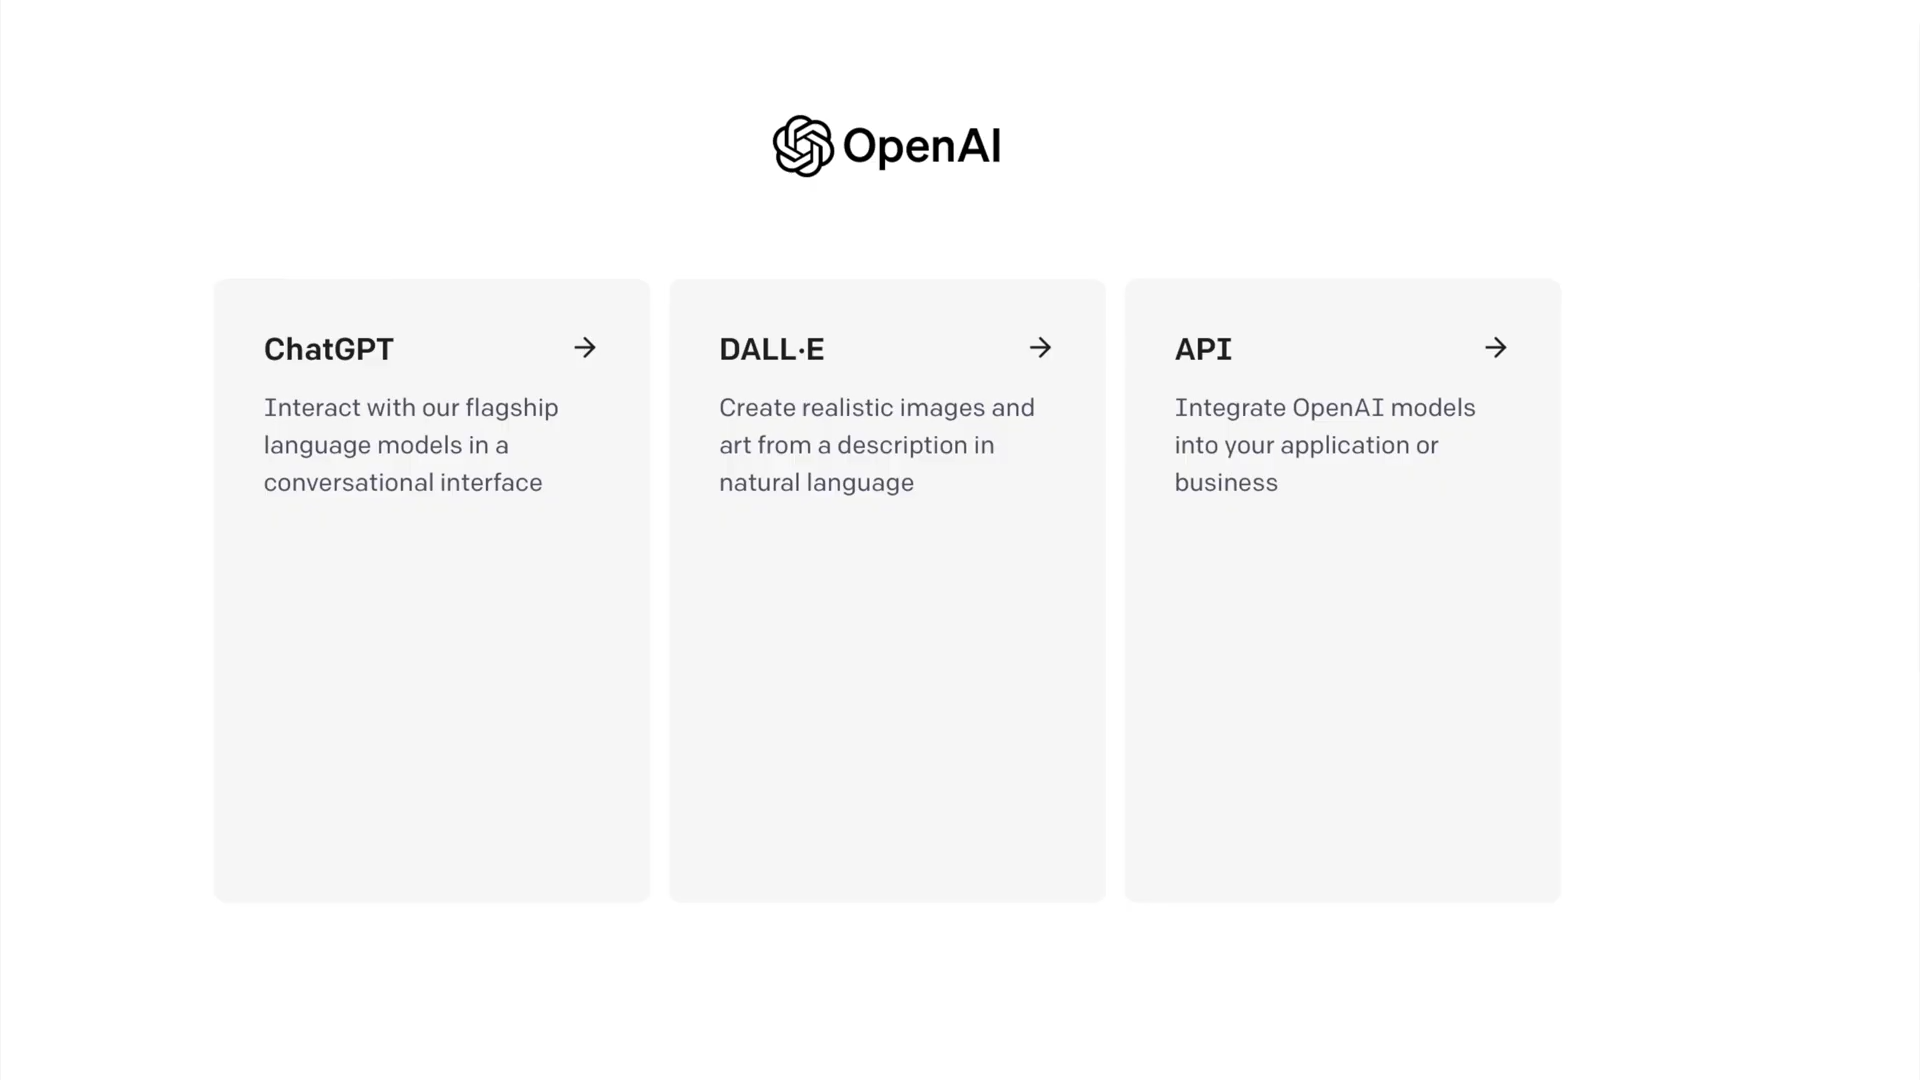 OpenAI
ChatGPT
Interact with our flagship
language models in a
conversational interface
DALL·E
Create realistic images and
art from a description in
natural language
API
Integrate OpenAI models
into your application or
business